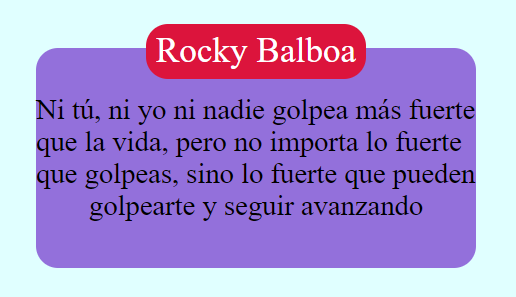 Rocky Balboa
Ni tú, ni yo ni nadie golpea más fuerte
que la vida, pero no importa lo fuerte
que golpeas, sino lo fuerte que pueden
golpearte y seguir avanzando